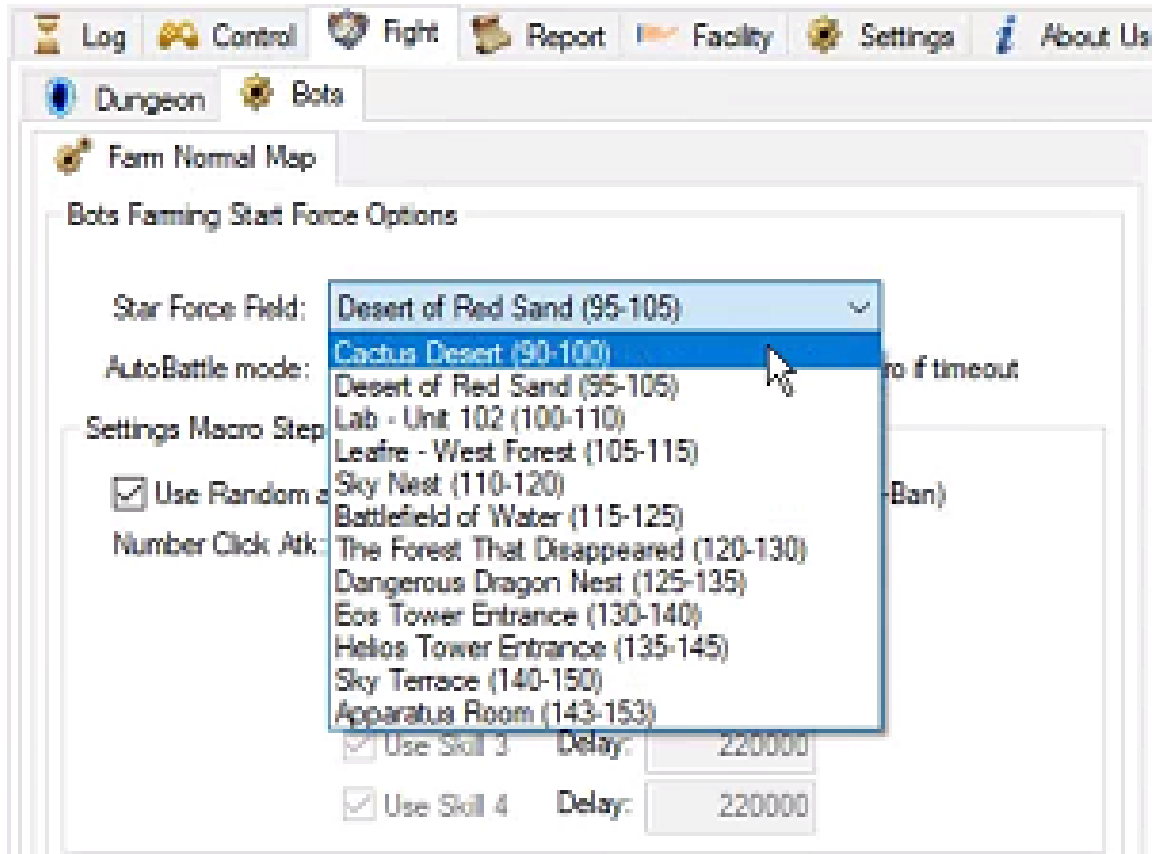 Log Control Fight Report Facility Settings About Us
Dungeon Bots
Farm Normal Map
Bots Farming Start Force Options
Star Force Field: Desert of Red Sand (95-105)
Cactus Desert (90-100)
AutoBattle mode: ro if timeout
Desert of Red Sand (95-105)
Lab - Unit 102 (100-110)
Settings Macro Step
Leafre - West Forest (105-115)
Sky Nest (110-120)
Use Random a -Ban)
Battlefield of Water (115-125)
Number Click Atk: The Forest That Disappeared (120-130)
Dangerous Dragon Nest (125-135)
Eos Tower Entrance (130-140)
Helios Tower Entrance (135-145)
Sky Terrace (140-150)
Apparatus Room (143-153)
Use Skill 3 Delay: 220000
Use Skill 4 Delay: 220000